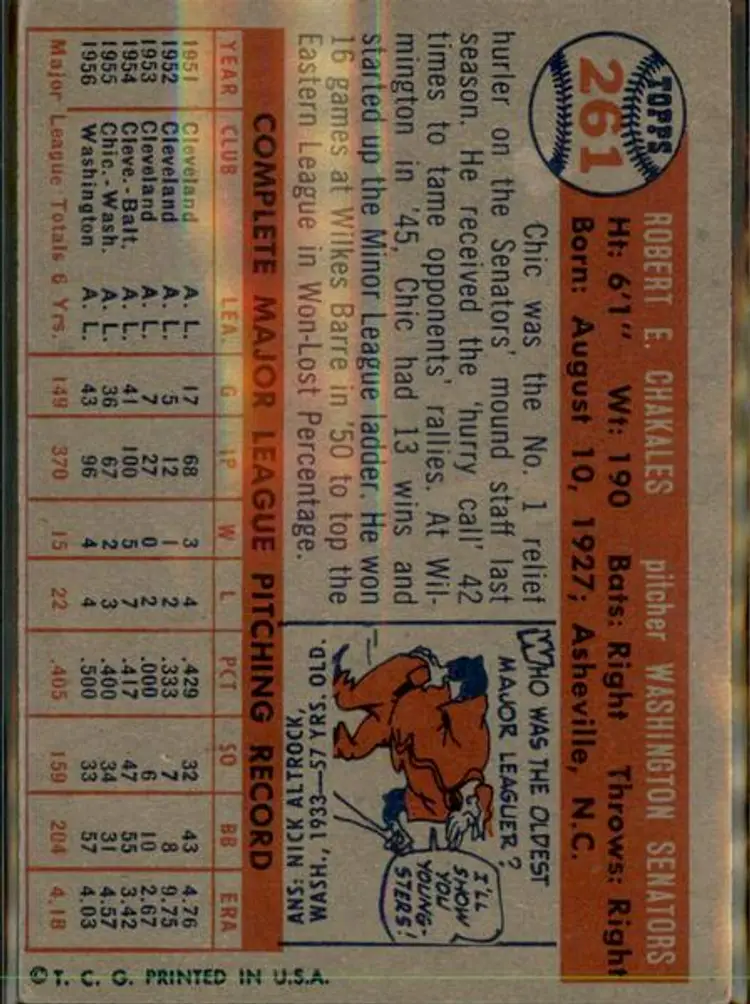 TOPPS
261
ROBERT E. CHAKALES pitcher WASHINGTON SENATORS
Ht: 6'1" Wt: 190 Bats: Right Throws: Right
Born: August 10, 1927; Asheville, N.C.
Chic was the No. 1 relief
hurler on the Senators' mound staff last
season. He received the 'hurry call' 42
times to tame opponents' rallies. At Wil-
mington in '45, Chic had 13 wins and
started up the Minor League ladder. He won
16 games at Wilkes Barre in '50 to top the
Eastern League in Won-Lost Percentage.
WHO WAS THE OLDEST
MAJOR LEAGUER?
I'LL
SHOW
YOU
YOUNG-
STERS!
ANS: NICK ALTROCK,
WASH., 1933—57 YRS. OLD.
COMPLETE MAJOR LEAGUE PITCHING RECORD
YEAR CLUB LEA. G IP W L PCT SO BB ERA
1951 Cleveland A. L. 17 68 3 4 .429 32 43 4.76
1952 Cleveland A. L. 5 12 1 2 .333 7 8 9.75
1953 Cleveland A. L. 7 27 0 2 .000 6 10 2.67
1954 Cleve.-Balt. A. L. 41 100 5 7 .417 47 55 3.42
1955 Chic.-Wash. A. L. 36 67 2 3 .400 34 31 4.57
1956 Washington A. L. 43 96 4 4 .500 33 57 4.03
Major League Totals 6 Yrs. 149 370 15 22 .405 159 204 4.18
© T. C. G. PRINTED IN U.S.A.